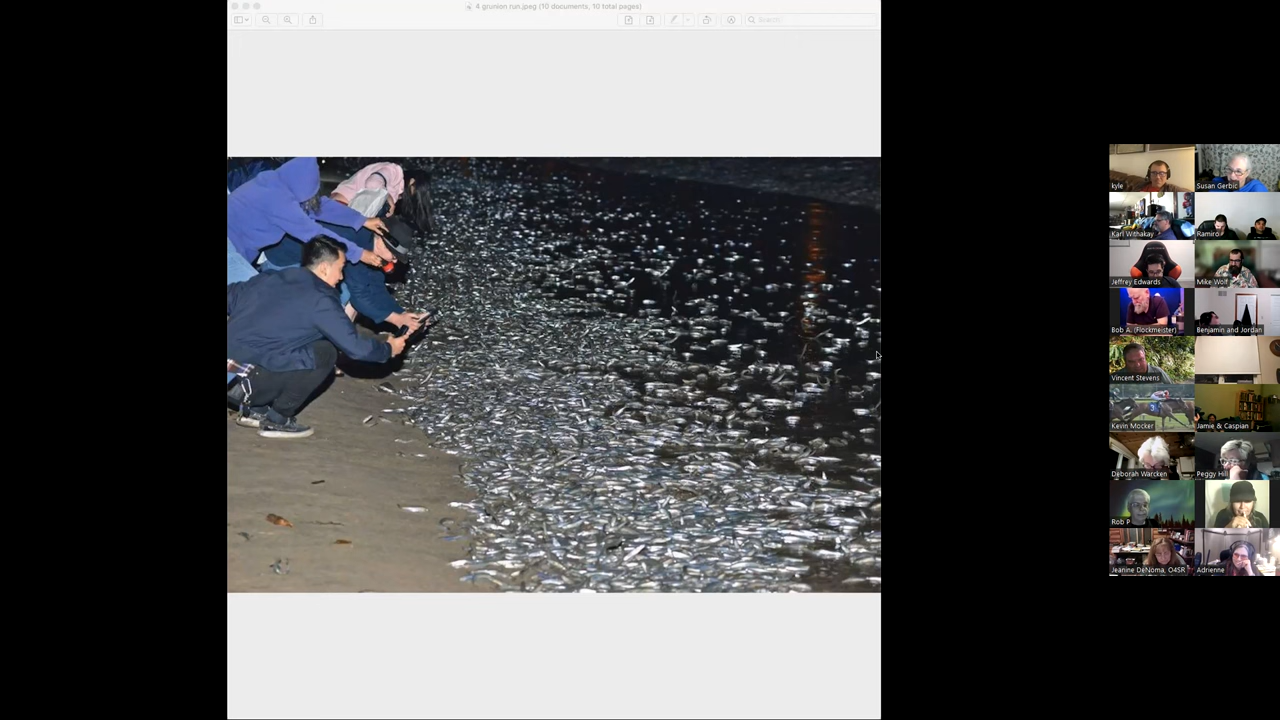 4 grunion run.jpeg (10 documents, 10 total pages)
Search
kyle
Susan Gerbic
Karl Withakay
Ramiro
Jeffrey Edwards
Mike Wolf
Bob A. (Flockmeister)
Benjamin and Jordan
Vincent Stevens
Kevin Mocker
Jamie & Caspian
Deborah Warcken
Peggy Hill
Rob P
Jeanine DeNoma, O4SR
Adrienne